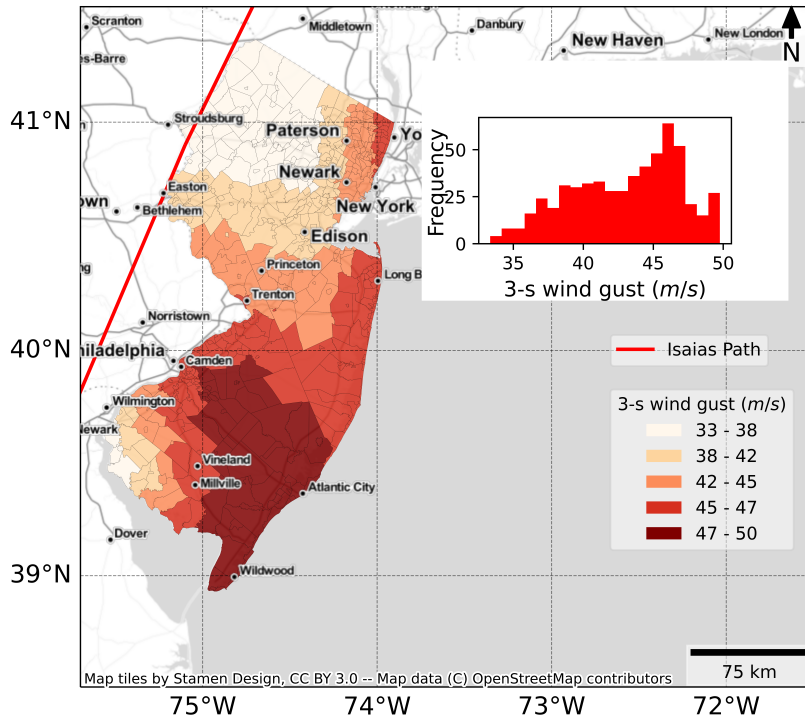 Scranton
Middletown
Danbury
New Haven
New London
N
es-Barre
41°N
Stroudsburg
Paterson
Yo
Newark
Easton
own
Bethlehem
New York
Edison
Princeton
Long B
Trenton
Norristown
40°N
hiladelphia
Camden
Wilmington
Newark
Vineland
Millville
Atlantic City
Dover
39°N
Wildwood
Frequency
50
25
0
35
40
45
50
3-s wind gust (m/s)
Isaias Path
3-s wind gust (m/s)
33 - 38
38 - 42
42 - 45
45 - 47
47 - 50
75 km
Map tiles by Stamen Design, CC BY 3.0 -- Map data (C) OpenStreetMap contributors
75°W
74°W
73°W
72°W